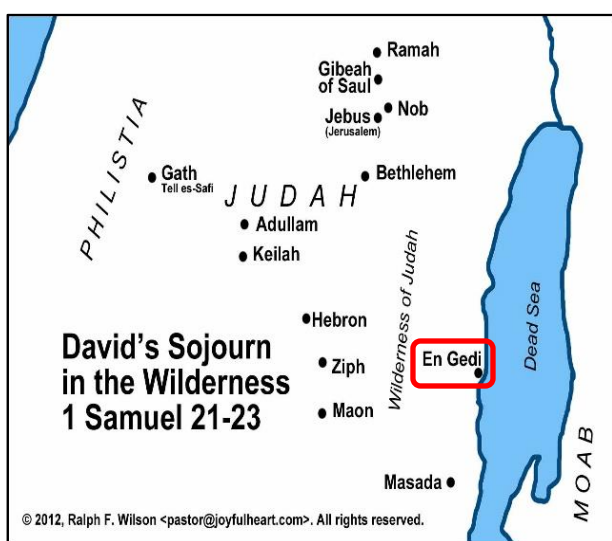 Ramah
Gibeah
of Saul
Nob
Jebus
(Jerusalem)
PHILISTIA
Gath
Tell es-Safi
Bethlehem
JUDAH
Adullam
Keilah
Wilderness of Judah
Dead Sea
Hebron
David's Sojourn
in the Wilderness
1 Samuel 21-23
Ziph
En Gedi
Maon
Masada
MOAB
© 2012, Ralph F. Wilson <pastor@joyfulheart.com>. All rights reserved.